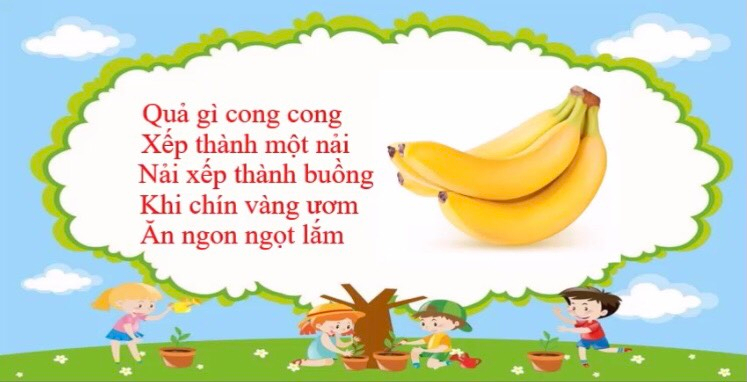 Quả gì cong cong
Xếp thành một nải
Nải xếp thành buồng
Khi chín vàng ươm
Ăn ngon ngọt lắm